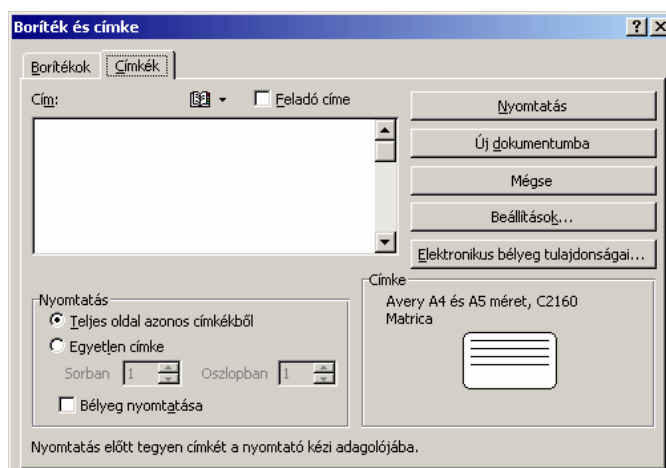 Boríték és címke
Borítékok
Címkék
Cím:
Feladó címe
Nyomtatás
Új dokumentumba
Mégse
Beállítások...
Elektronikus bélyeg tulajdonságai...
Nyomtatás
Teljes oldal azonos címkékből
Egyetlen címke
Sorban 1 Oszlopban 1
Bélyeg nyomtatása
Címke
Avery A4 és A5 méret, C2160
Matrica
Nyomtatás előtt tegyen címkét a nyomtató kézi adagolójába.